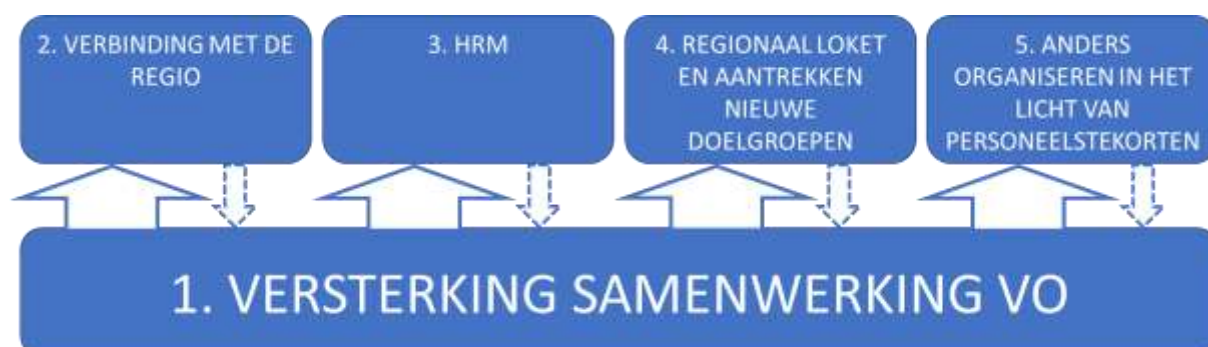 2. VERBINDING MET DE
REGIO
3. HRM
4. REGIONAAL LOKET
EN AANTREKKEN
NIEUWE
DOELGROEPEN
5. ANDERS
ORGANISEREN IN HET
LICHT VAN
PERSONEELSTEKORTEN
1. VERSTERKING SAMENWERKING VO